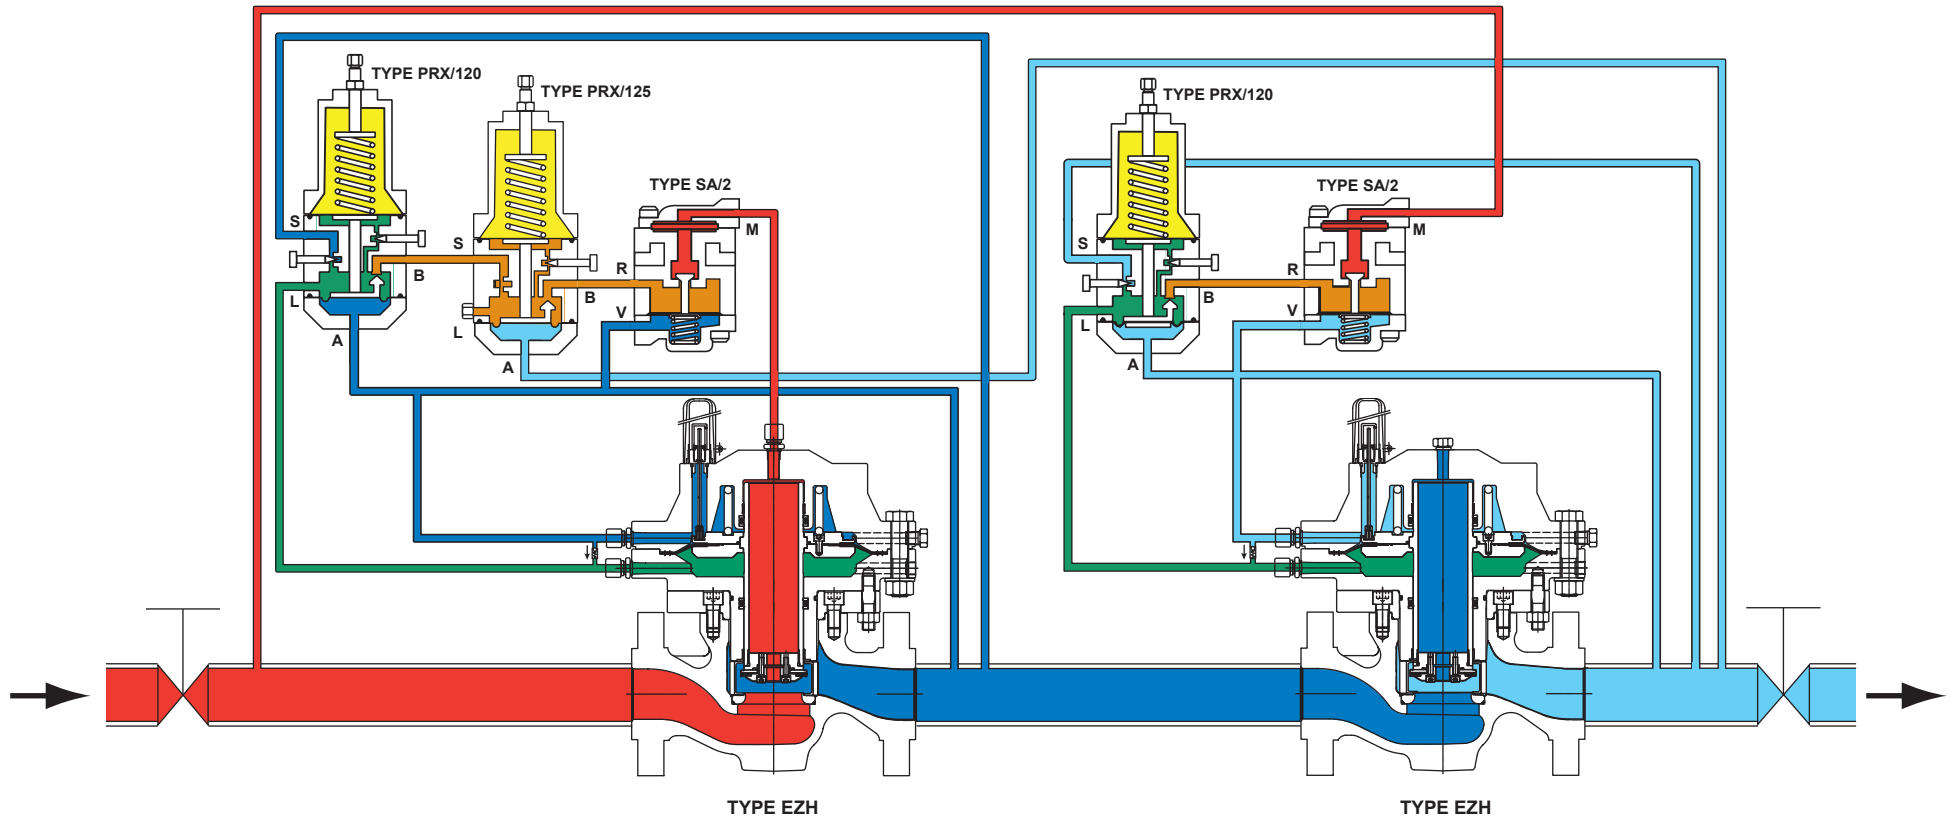 TYPE PRX/120
TYPE PRX/125
TYPE PRX/120
TYPE SA/2
TYPE SA/2
S
S
M
R
B
B
V
L
L
A
A
S
M
R
B
V
L
A
TYPE EZH
TYPE EZH